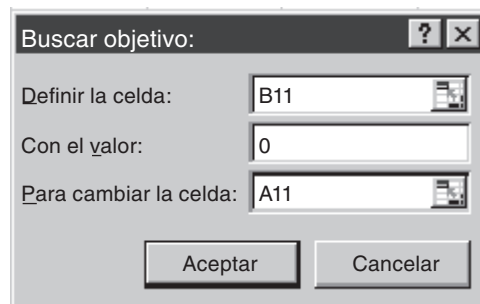 Buscar objetivo:
Definir la celda: B11
Con el valor: 0
Para cambiar la celda: A11
Aceptar Cancelar